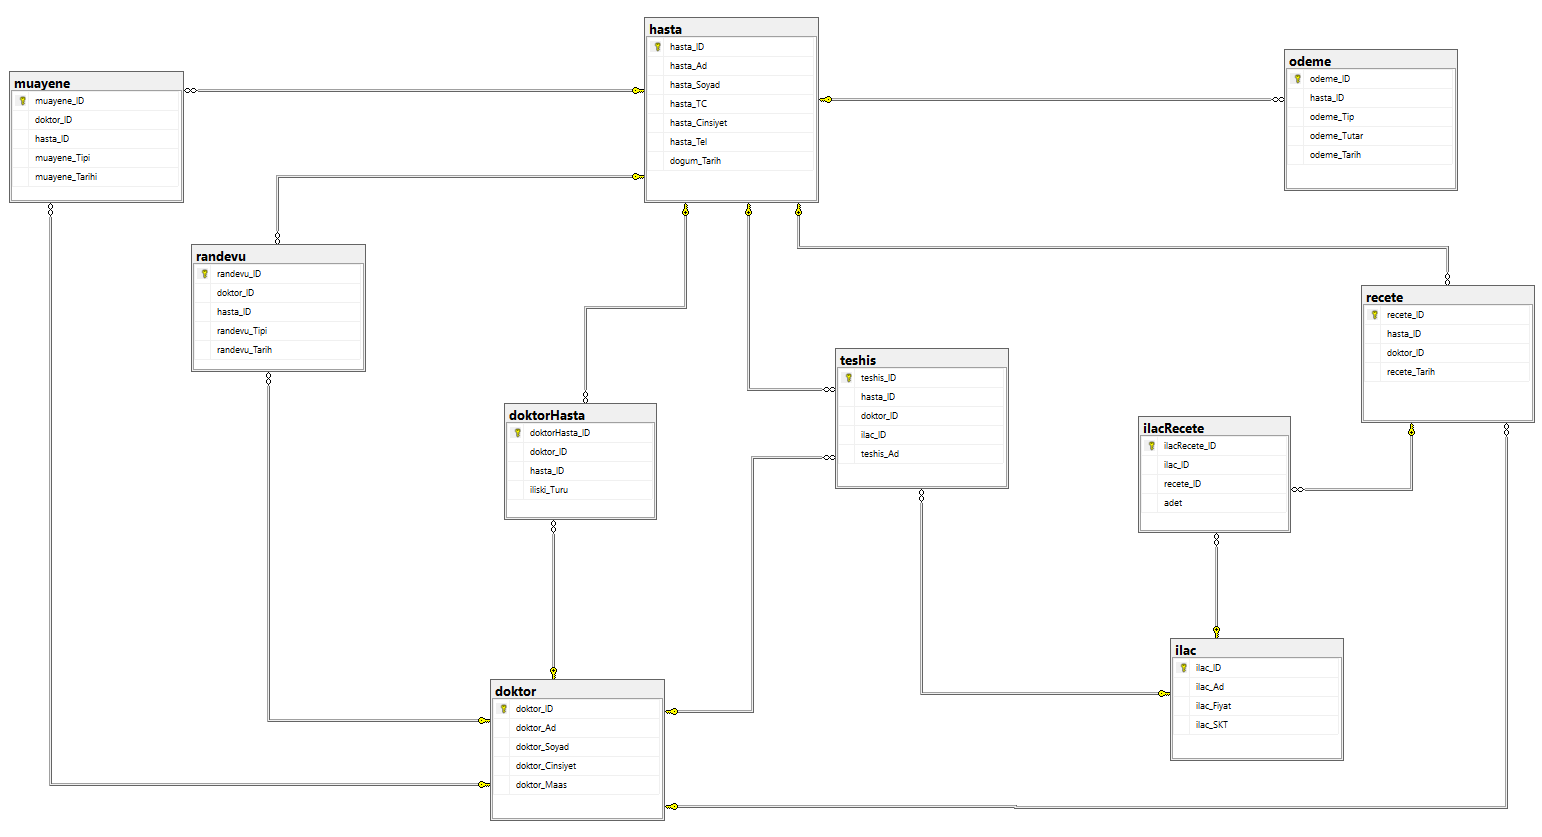 hasta
hasta_ID
hasta_Ad
hasta_Soyad
hasta_TC
hasta_Cinsiyet
hasta_Tel
dogum_Tarih
odeme
odeme_ID
hasta_ID
odeme_Tip
odeme_Tutar
odeme_Tarih
muayene
muayene_ID
doktor_ID
hasta_ID
muayene_Tipi
muayene_Tarihi
randevu
randevu_ID
doktor_ID
hasta_ID
randevu_Tipi
randevu_Tarih
recete
recete_ID
hasta_ID
doktor_ID
recete_Tarih
teshis
teshis_ID
hasta_ID
doktor_ID
ilac_ID
teshis_Ad
doktorHasta
doktorHasta_ID
doktor_ID
hasta_ID
iliski_Turu
ilacRecete
ilacRecete_ID
ilac_ID
recete_ID
adet
ilac
ilac_ID
ilac_Ad
ilac_Fiyat
ilac_SKT
doktor
doktor_ID
doktor_Ad
doktor_Soyad
doktor_Cinsiyet
doktor_Maas